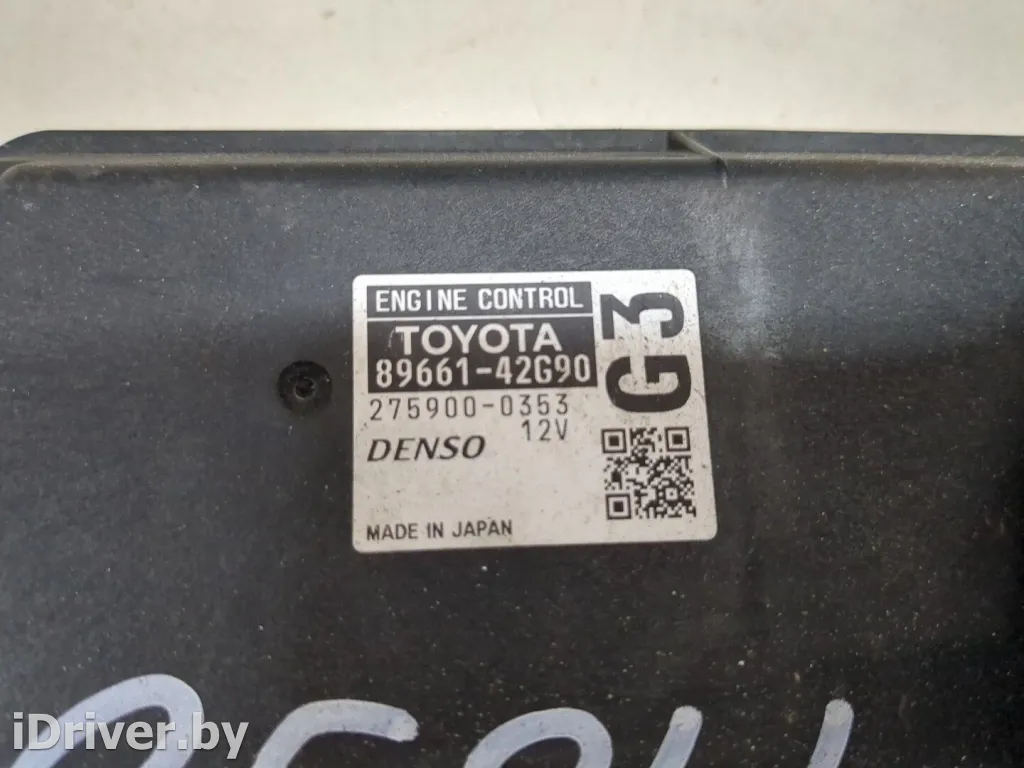 ENGINE CONTROL
TOYOTA
89661-42G90
275900-0353
12V
DENSO
MADE IN JAPAN
G3
iDriver.by